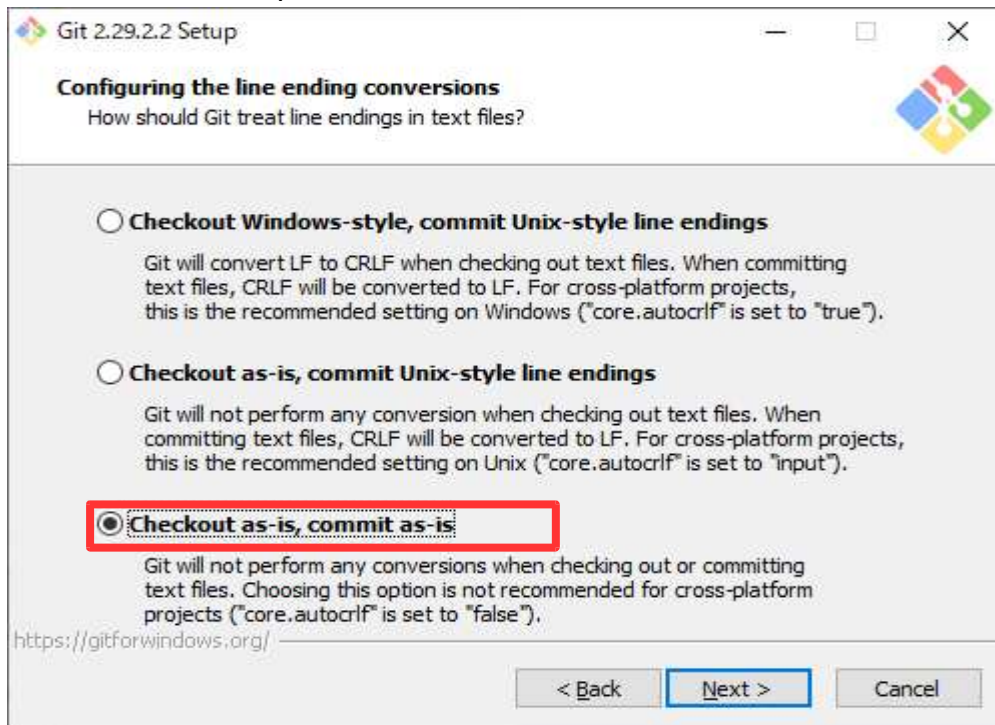 Git 2.29.2.2 Setup
Configuring the line ending conversions
How should Git treat line endings in text files?
Checkout Windows-style, commit Unix-style line endings
Git will convert LF to CRLF when checking out text files. When committing
text files, CRLF will be converted to LF. For cross-platform projects,
this is the recommended setting on Windows ("core.autocrlf" is set to "true").
Checkout as-is, commit Unix-style line endings
Git will not perform any conversion when checking out text files. When
committing text files, CRLF will be converted to LF. For cross-platform projects,
this is the recommended setting on Unix ("core.autocrlf" is set to "input").
Checkout as-is, commit as-is
Git will not perform any conversions when checking out or committing
text files. Choosing this option is not recommended for cross-platform
projects ("core.autocrlf" is set to "false").
https://gitforwindows.org/
< Back Next > Cancel